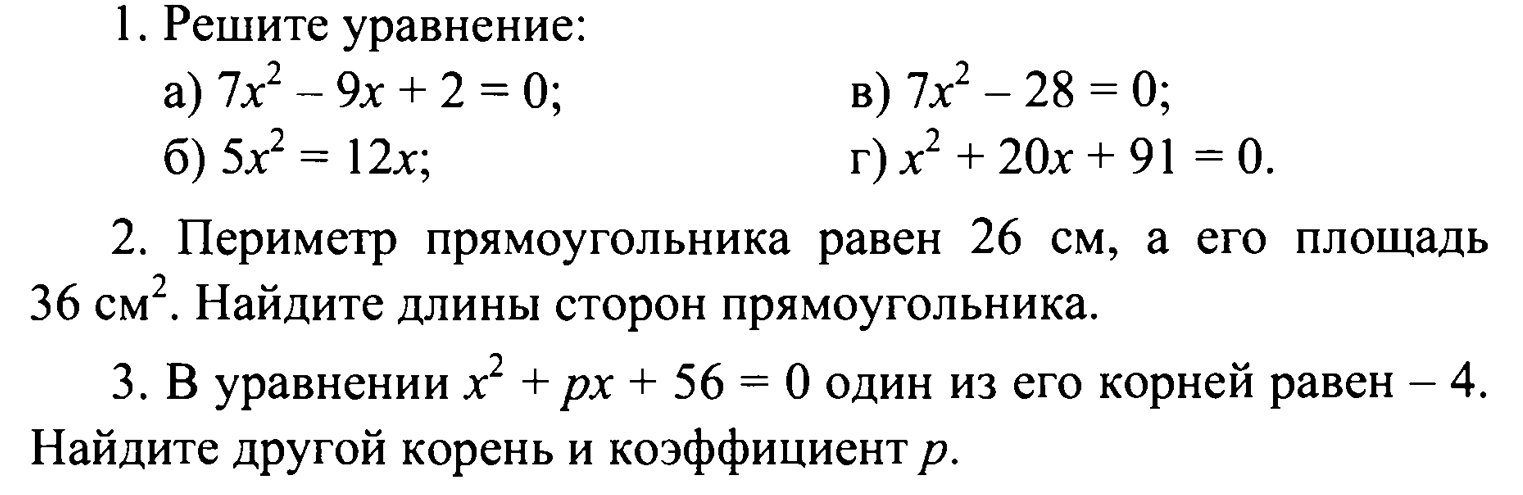 1. Решите уравнение:
а) 7x² – 9x + 2 = 0; в) 7x² – 28 = 0;
б) 5x² = 12x; г) x² + 20x + 91 = 0.
2. Периметр прямоугольника равен 26 см, а его площадь
36 см². Найдите длины сторон прямоугольника.
3. В уравнении x² + px + 56 = 0 один из его корней равен – 4.
Найдите другой корень и коэффициент p.